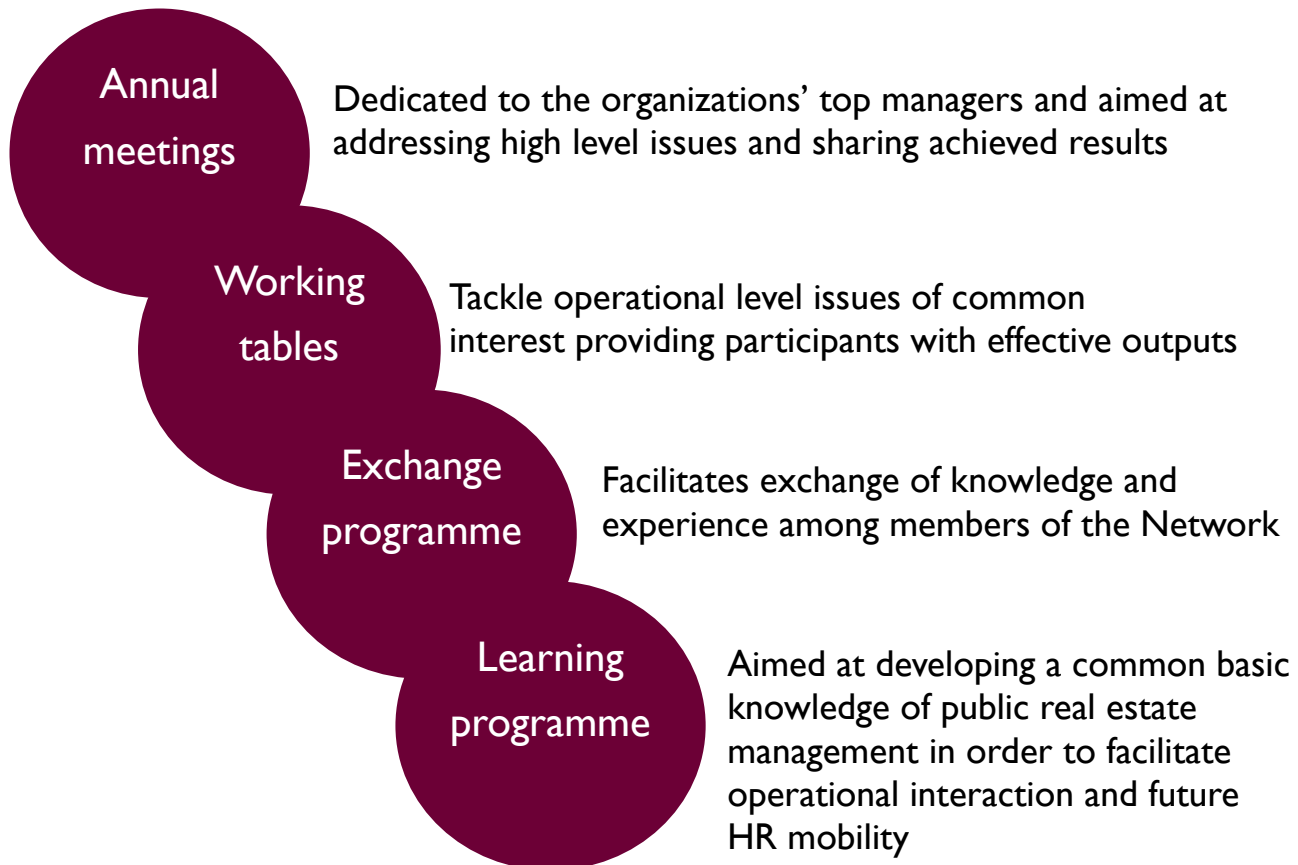 Annual
meetings
Dedicated to the organizations’ top managers and aimed at
addressing high level issues and sharing achieved results
Working
tables
Tackle operational level issues of common
interest providing participants with effective outputs
Exchange
programme
Facilitates exchange of knowledge and
experience among members of the Network
Learning
programme
Aimed at developing a common basic
knowledge of public real estate
management in order to facilitate
operational interaction and future
HR mobility